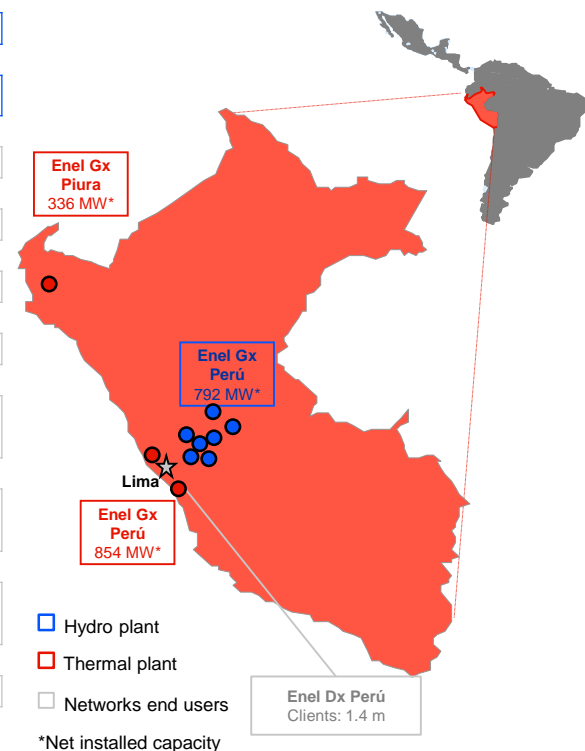 Enel Gx
Piura
336 MW*
Enel Gx
Perú
792 MW*
Lima
Enel Gx
Perú
854 MW*
Hydro plant
Thermal plant
Networks end users
*Net installed capacity
Enel Dx Perú
Clients: 1.4 m